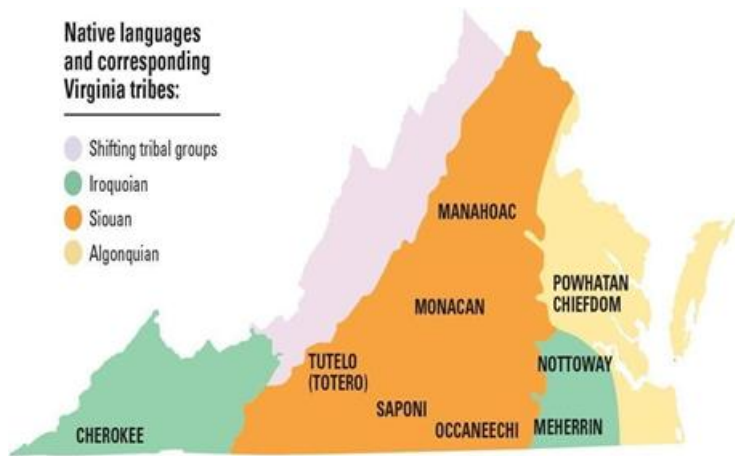 Native languages
and corresponding
Virginia tribes:
Shifting tribal groups
Iroquoian
Siouan
Algonquian
MANAHOAC
POWHATAN
CHIEFDOM
MONACAN
TUTELO
(TOTERO)
NOTTOWAY
SAPONI
OCCANEECHI
MEHERRIN
CHEROKEE